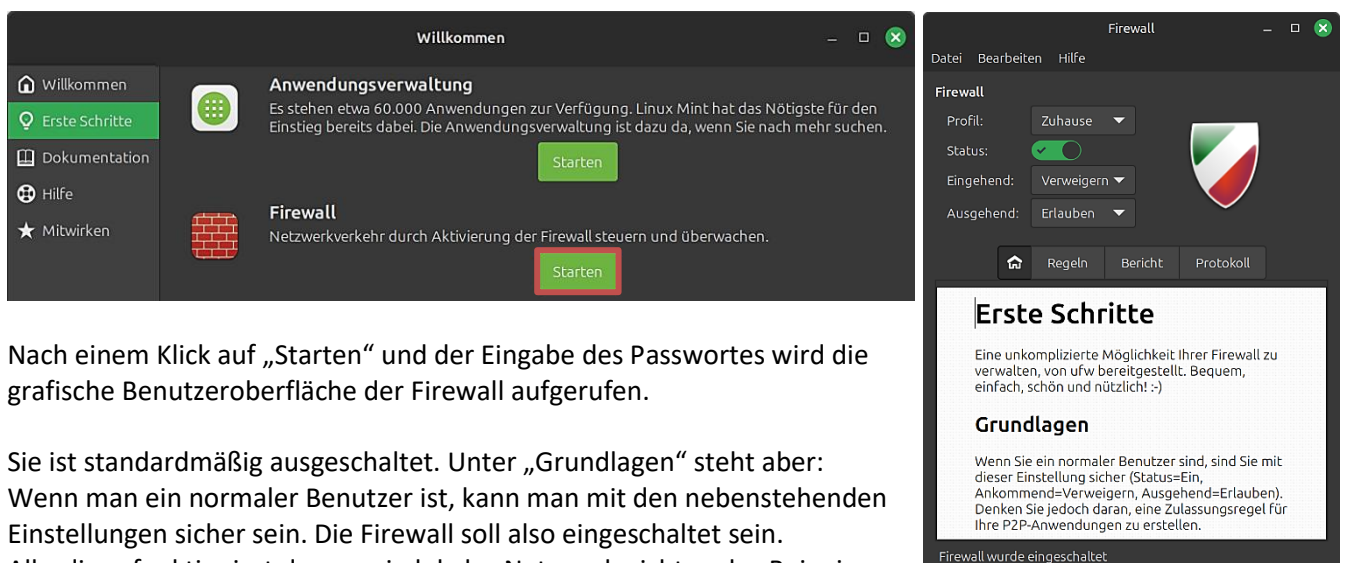 Willkommen
Willkommen
Erste Schritte
Dokumentation
Hilfe
Mitwirken
Anwendungsverwaltung
Es stehen etwa 60.000 Anwendungen zur Verfügung. Linux Mint hat das Nötigste für den
Einstieg bereits dabei. Die Anwendungsverwaltung ist dazu da, wenn Sie nach mehr suchen.
Starten
Firewall
Netzwerkverkehr durch Aktivierung der Firewall steuern und überwachen.
Starten
Nach einem Klick auf „Starten“ und der Eingabe des Passwortes wird die
grafische Benutzeroberfläche der Firewall aufgerufen.
Sie ist standardmäßig ausgeschaltet. Unter „Grundlagen“ steht aber:
Wenn man ein normaler Benutzer ist, kann man mit den nebenstehenden
Einstellungen sicher sein. Die Firewall soll also eingeschaltet sein.
Firewall
Datei Bearbeiten Hilfe
Firewall
Profil: Zuhause
Status:
Eingehend: Verweigern
Ausgehend: Erlauben
Regeln Bericht Protokoll
Erste Schritte
Eine unkomplizierte Möglichkeit Ihrer Firewall zu
verwalten, von ufw bereitgestellt. Bequem,
einfach, schön und nützlich! :-)
Grundlagen
Wenn Sie ein normaler Benutzer sind, sind Sie mit
dieser Einstellung sicher (Status=Ein,
Ankommend=Verweigern, Ausgehend=Erlauben).
Denken Sie jedoch daran, eine Zulassungsregel für
Ihre P2P-Anwendungen zu erstellen.
Firewall wurde eingeschaltet